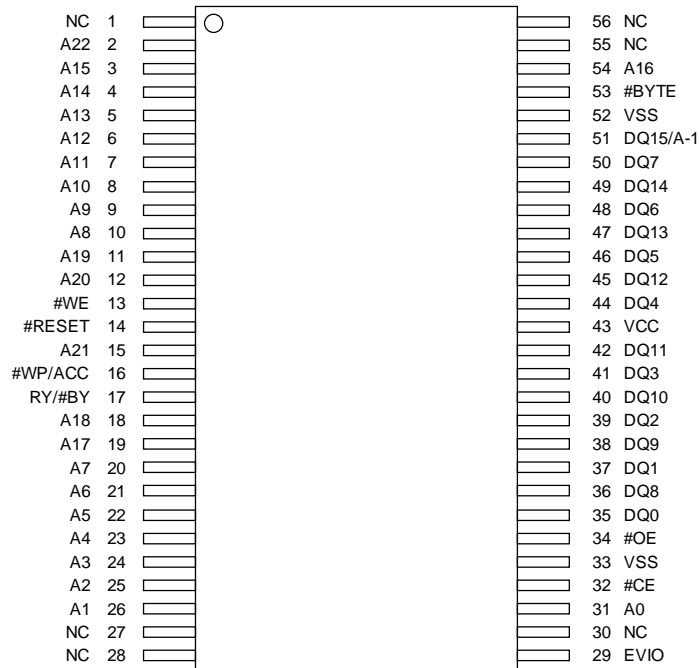 NC 1 56 NC
A22 2 55 NC
A15 3 54 A16
A14 4 53 #BYTE
A13 5 52 VSS
A12 6 51 DQ15/A-1
A11 7 50 DQ7
A10 8 49 DQ14
A9 9 48 DQ6
A8 10 47 DQ13
A19 11 46 DQ5
A20 12 45 DQ12
#WE 13 44 DQ4
#RESET 14 43 VCC
A21 15 42 DQ11
#WP/ACC 16 41 DQ3
RY/#BY 17 40 DQ10
A18 18 39 DQ2
A17 19 38 DQ9
A7 20 37 DQ1
A6 21 36 DQ8
A5 22 35 DQ0
A4 23 34 #OE
A3 24 33 VSS
A2 25 32 #CE
A1 26 31 A0
NC 27 30 NC
NC 28 29 EVIO